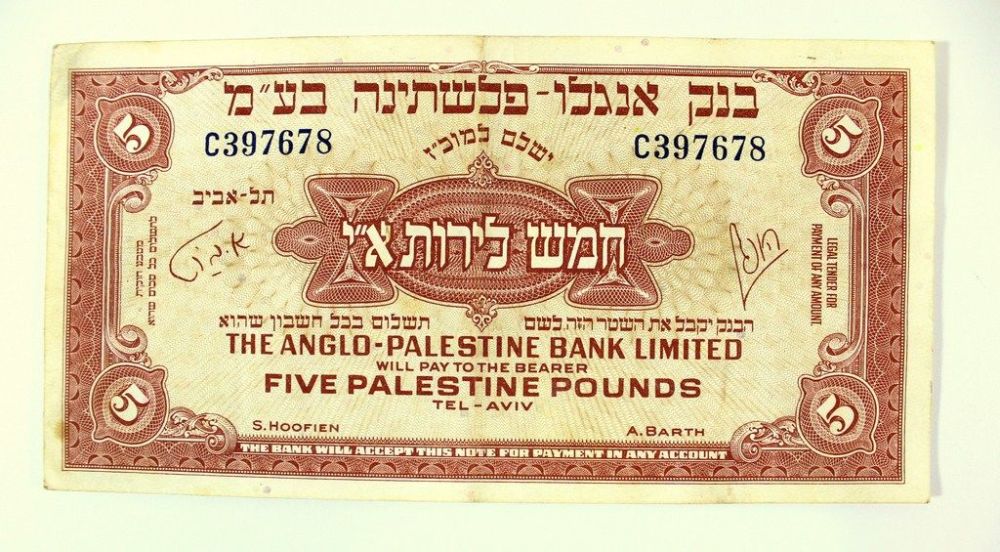 בנק אנגלו-פלשתינה בע״מ
C397678
C397678
ישלם למוכ״ז
תל-אביב
חמש לירות א״י
הבנק יקבל את השטר הזה לשם תשלום בכל חשבון שהוא
THE ANGLO-PALESTINE BANK LIMITED
WILL PAY TO THE BEARER
FIVE PALESTINE POUNDS
TEL-AVIV
S. HOOFIEN
A. BARTH
THE BANK WILL ACCEPT THIS NOTE FOR PAYMENT IN ANY ACCOUNT
LEGAL TENDER FOR
PAYMENT OF ANY AMOUNT
5
5
5
5